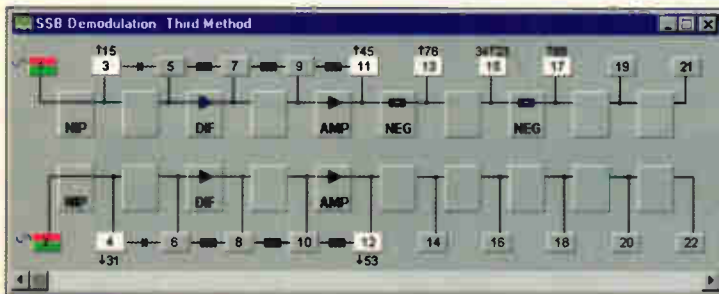 SSB Demodulation Third Method
↑15 ↑45 ↑76
3 5 7 9 11 13 15 17 19 21
NIP DIF AMP NEG NEG
DIF AMP
4 6 8 10 12 14 16 18 20 22
↓31 ↓53